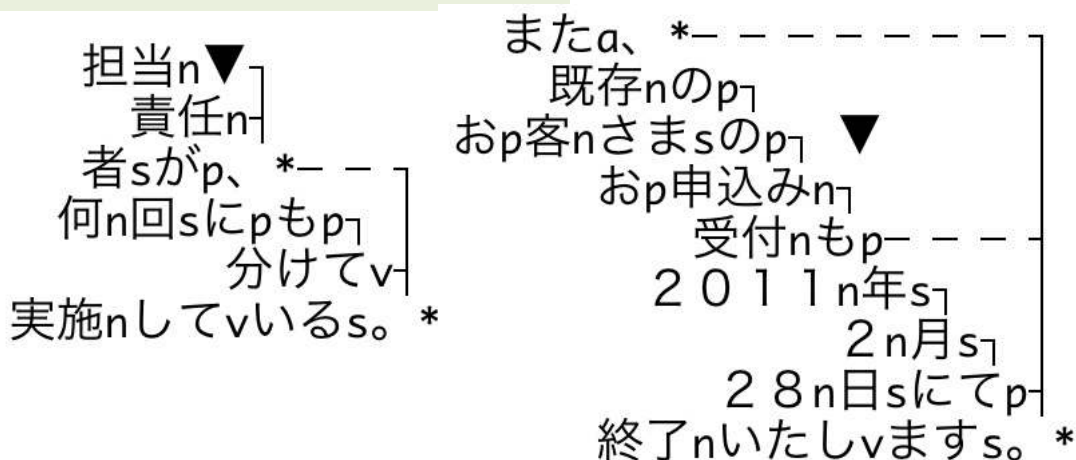 担当n▼
責任n
者sがp、*
何n回sにpもp
分けてv
実施nしてvいるs。*
またa、*
既存nのp
お p客nさまsのp ▼
おp申込みn
受付nもp
2011n年s
2n月s
28n日sにてp
終了nいたしvますs。*